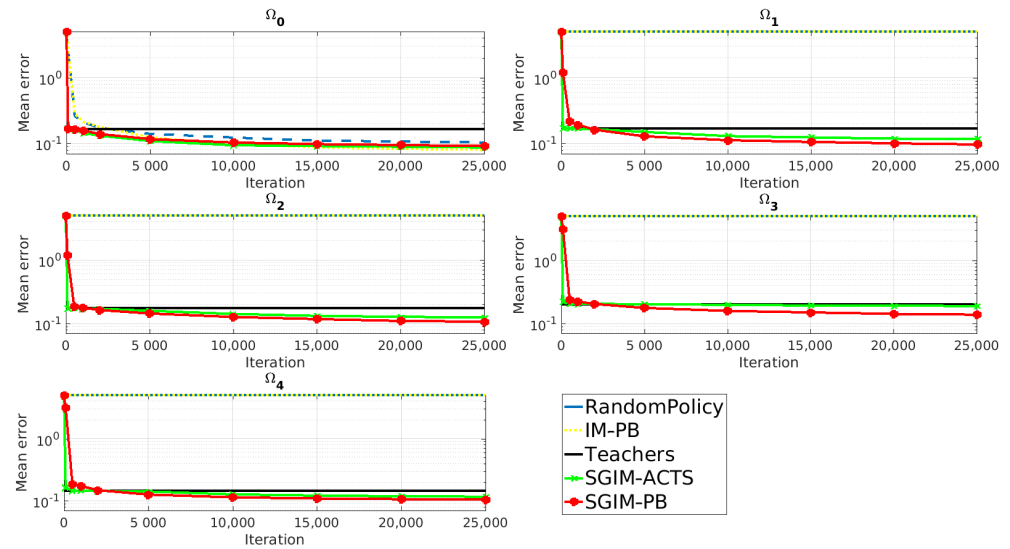 Ω0
Mean error
10^0
10^-1
0 5 000 10,000 15,000 20,000 25,000
Iteration
Ω1
Mean error
10^0
10^-1
0 5,000 10,000 15,000 20,000 25,000
Iteration
Ω2
Mean error
10^0
10^-1
0 5 000 10,000 15,000 20,000 25,000
Iteration
Ω3
Mean error
10^0
10^-1
0 5,000 10,000 15,000 20,000 25,000
Iteration
Ω4
Mean error
10^0
10^-1
0 5 000 10,000 15,000 20,000 25,000
Iteration
RandomPolicy
IM-PB
Teachers
SGIM-ACTS
SGIM-PB